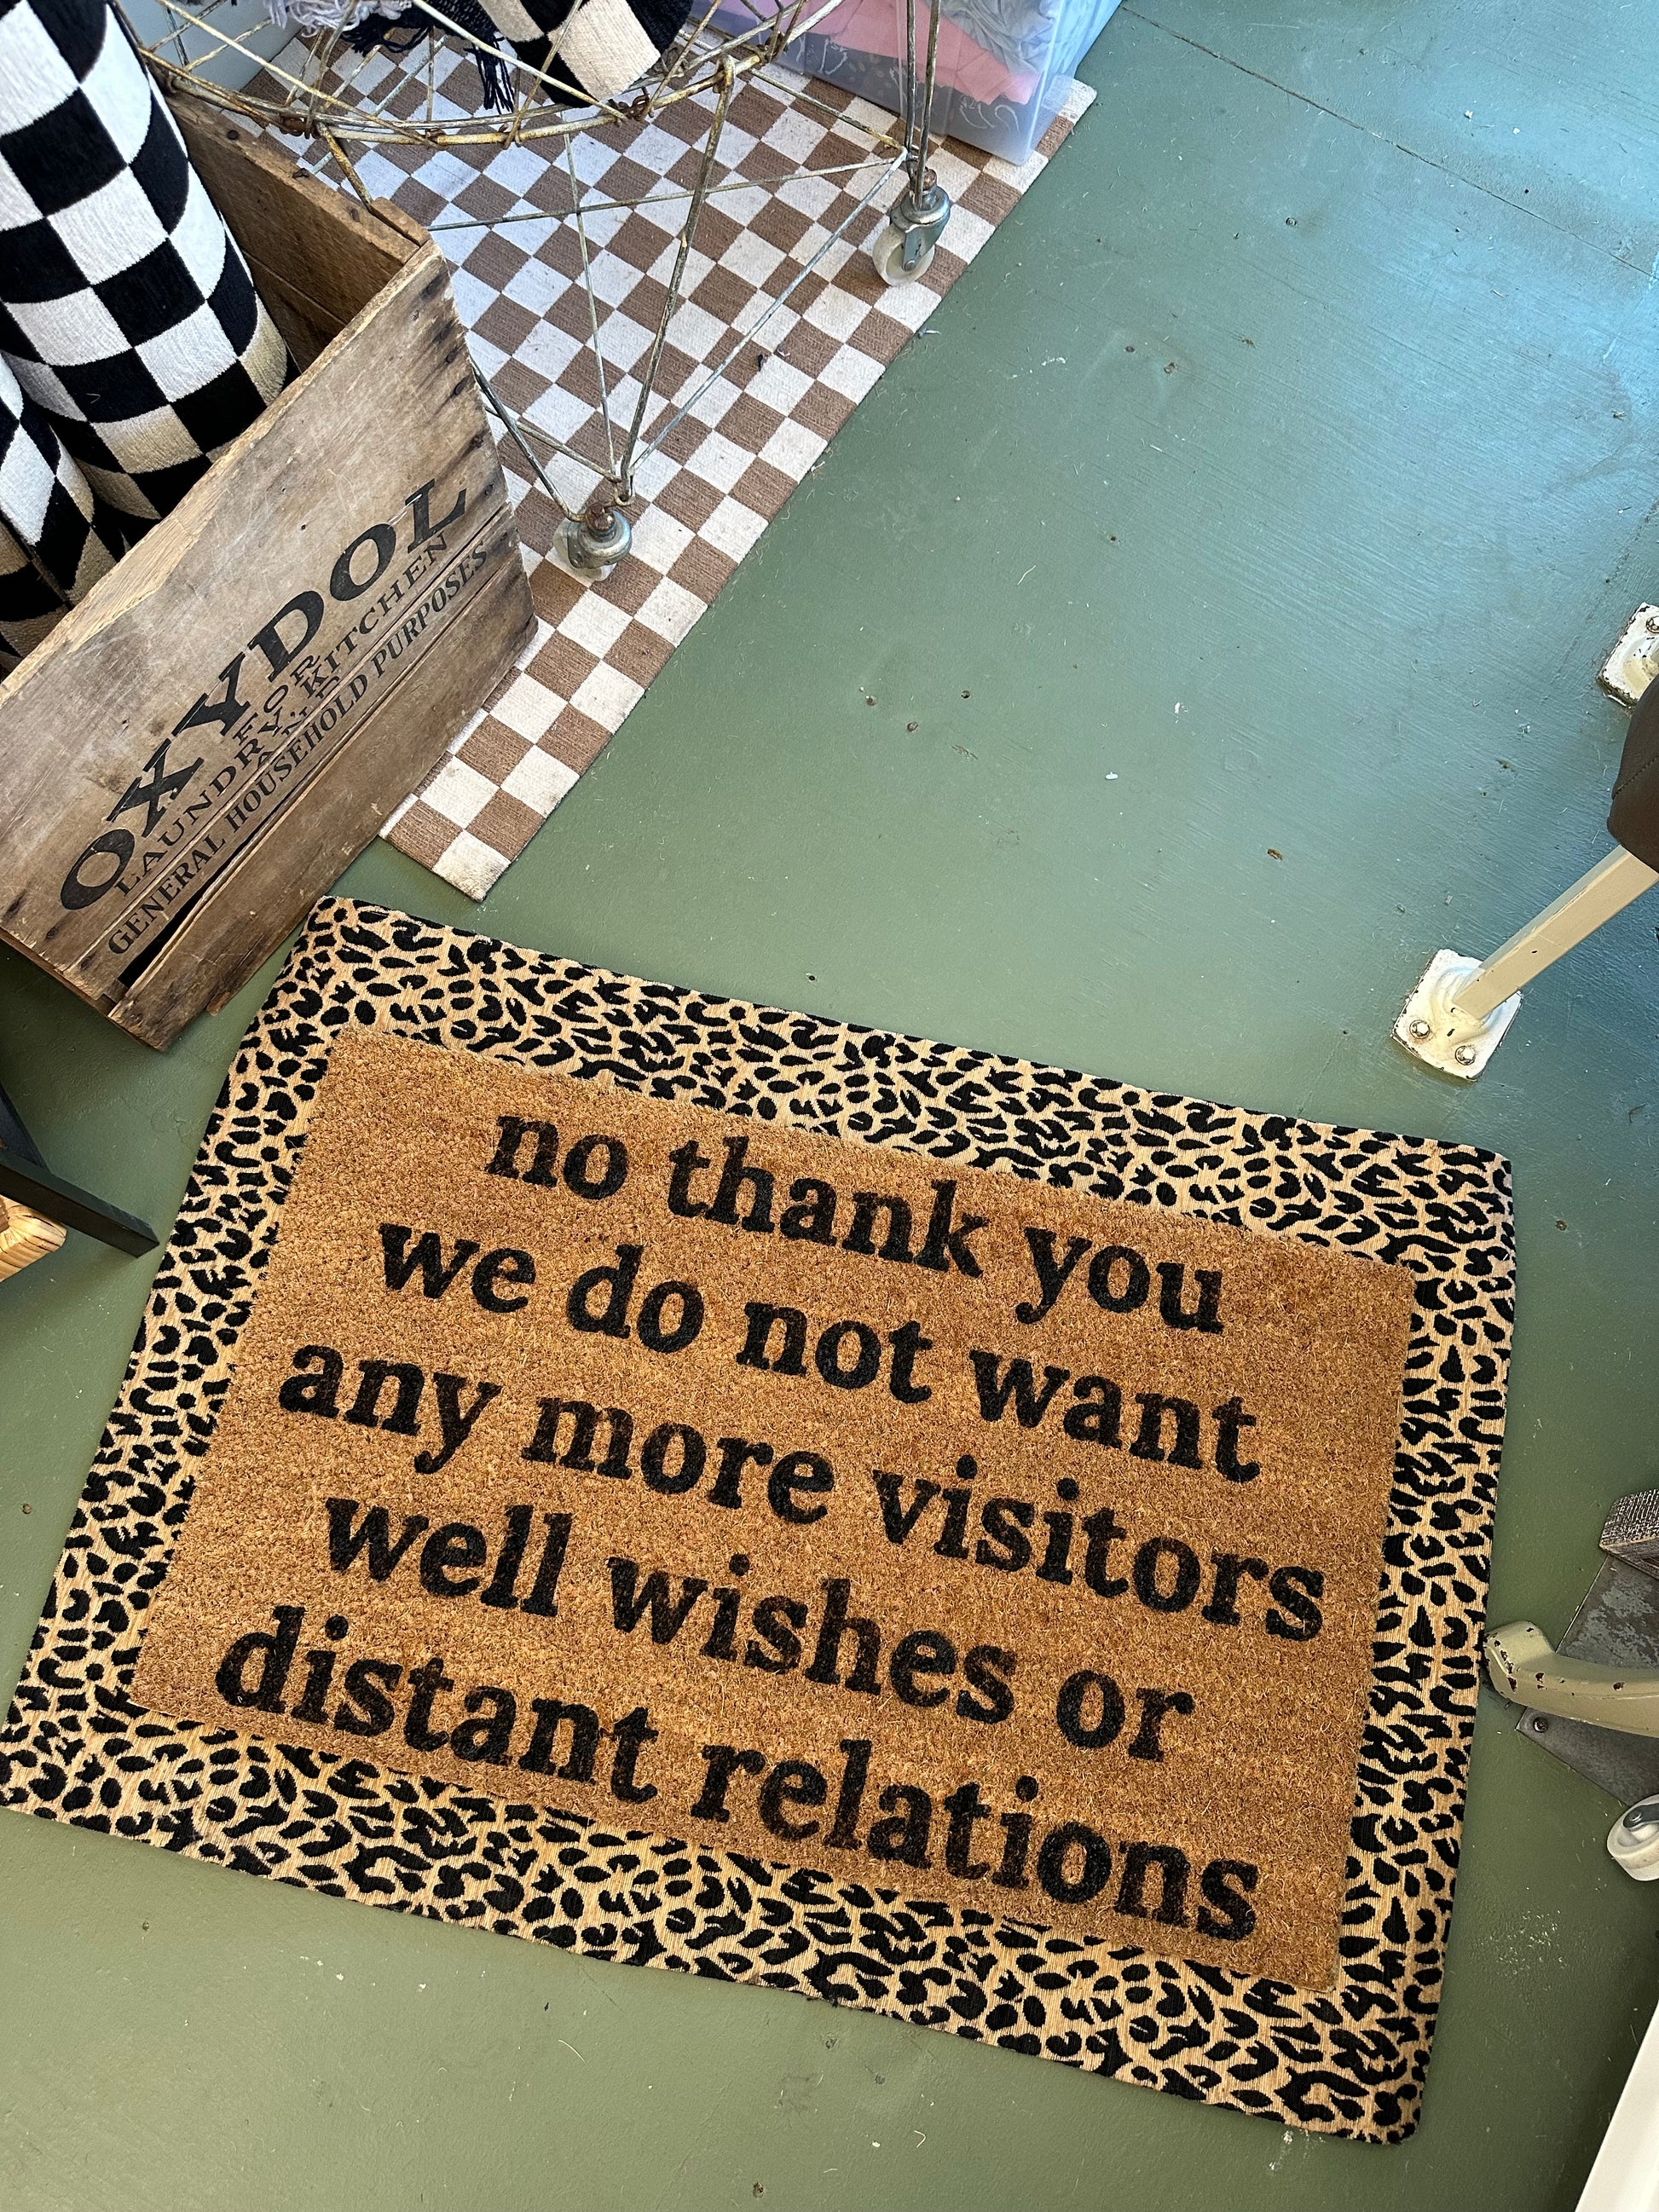 OXYDOL
FOR
LAUNDRY, KITCHEN
AND
GENERAL HOUSEHOLD PURPOSES
no thank you
we do not want
any more visitors
well wishes or
distant relations